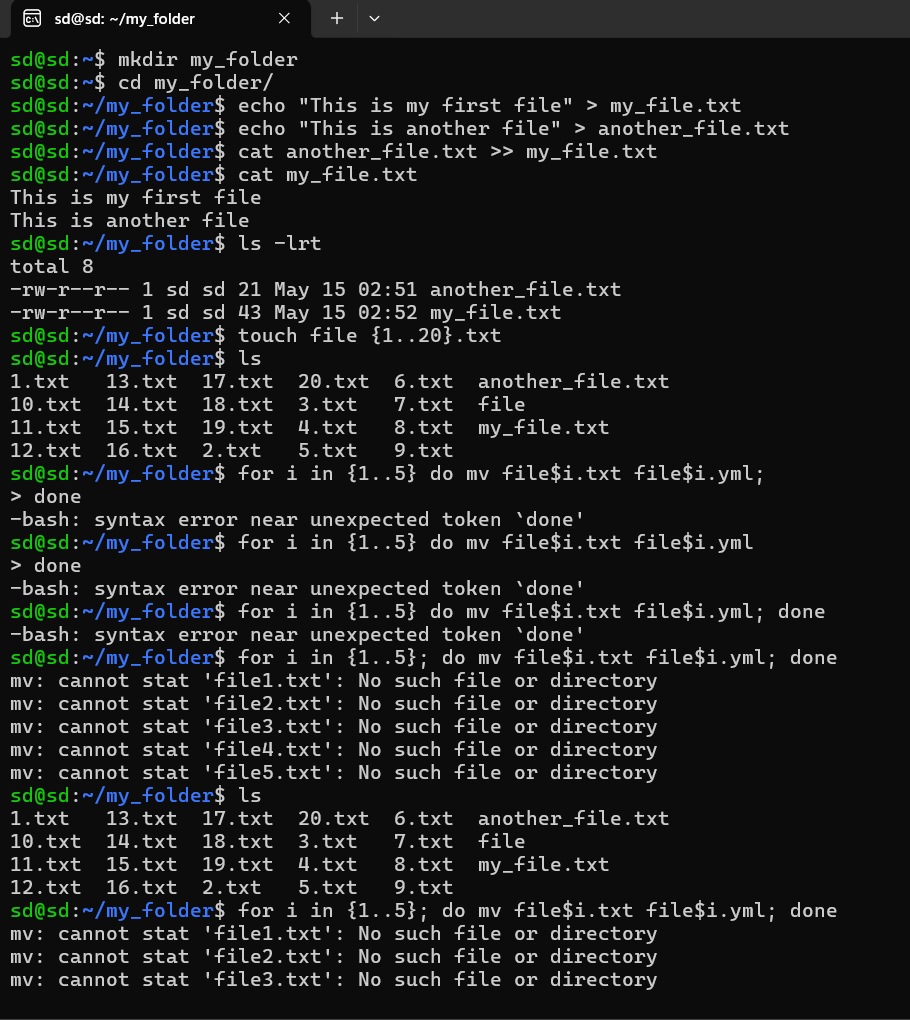 sd@sd: ~/my_folder
sd@sd:~$ mkdir my_folder
sd@sd:~$ cd my_folder/
sd@sd:~/my_folder$ echo "This is my first file" > my_file.txt
sd@sd:~/my_folder$ echo "This is another file" > another_file.txt
sd@sd:~/my_folder$ cat another_file.txt >> my_file.txt
sd@sd:~/my_folder$ cat my_file.txt
This is my first file
This is another file
sd@sd:~/my_folder$ ls -lrt
total 8
-rw-r--r-- 1 sd sd 21 May 15 02:51 another_file.txt
-rw-r--r-- 1 sd sd 43 May 15 02:52 my_file.txt
sd@sd:~/my_folder$ touch file {1..20}.txt
sd@sd:~/my_folder$ ls
1.txt   13.txt  17.txt  20.txt  6.txt  another_file.txt
10.txt  14.txt  18.txt  3.txt   7.txt  file
11.txt  15.txt  19.txt  4.txt   8.txt  my_file.txt
12.txt  16.txt  2.txt   5.txt   9.txt
sd@sd:~/my_folder$ for i in {1..5} do mv file$i.txt file$i.yml;
> done
-bash: syntax error near unexpected token `done'
sd@sd:~/my_folder$ for i in {1..5} do mv file$i.txt file$i.yml
> done
-bash: syntax error near unexpected token `done'
sd@sd:~/my_folder$ for i in {1..5} do mv file$i.txt file$i.yml; done
-bash: syntax error near unexpected token `done'
sd@sd:~/my_folder$ for i in {1..5}; do mv file$i.txt file$i.yml; done
mv: cannot stat 'file1.txt': No such file or directory
mv: cannot stat 'file2.txt': No such file or directory
mv: cannot stat 'file3.txt': No such file or directory
mv: cannot stat 'file4.txt': No such file or directory
mv: cannot stat 'file5.txt': No such file or directory
sd@sd:~/my_folder$ ls
1.txt   13.txt  17.txt  20.txt  6.txt  another_file.txt
10.txt  14.txt  18.txt  3.txt   7.txt  file
11.txt  15.txt  19.txt  4.txt   8.txt  my_file.txt
12.txt  16.txt  2.txt   5.txt   9.txt
sd@sd:~/my_folder$ for i in {1..5}; do mv file$i.txt file$i.yml; done
mv: cannot stat 'file1.txt': No such file or directory
mv: cannot stat 'file2.txt': No such file or directory
mv: cannot stat 'file3.txt': No such file or directory